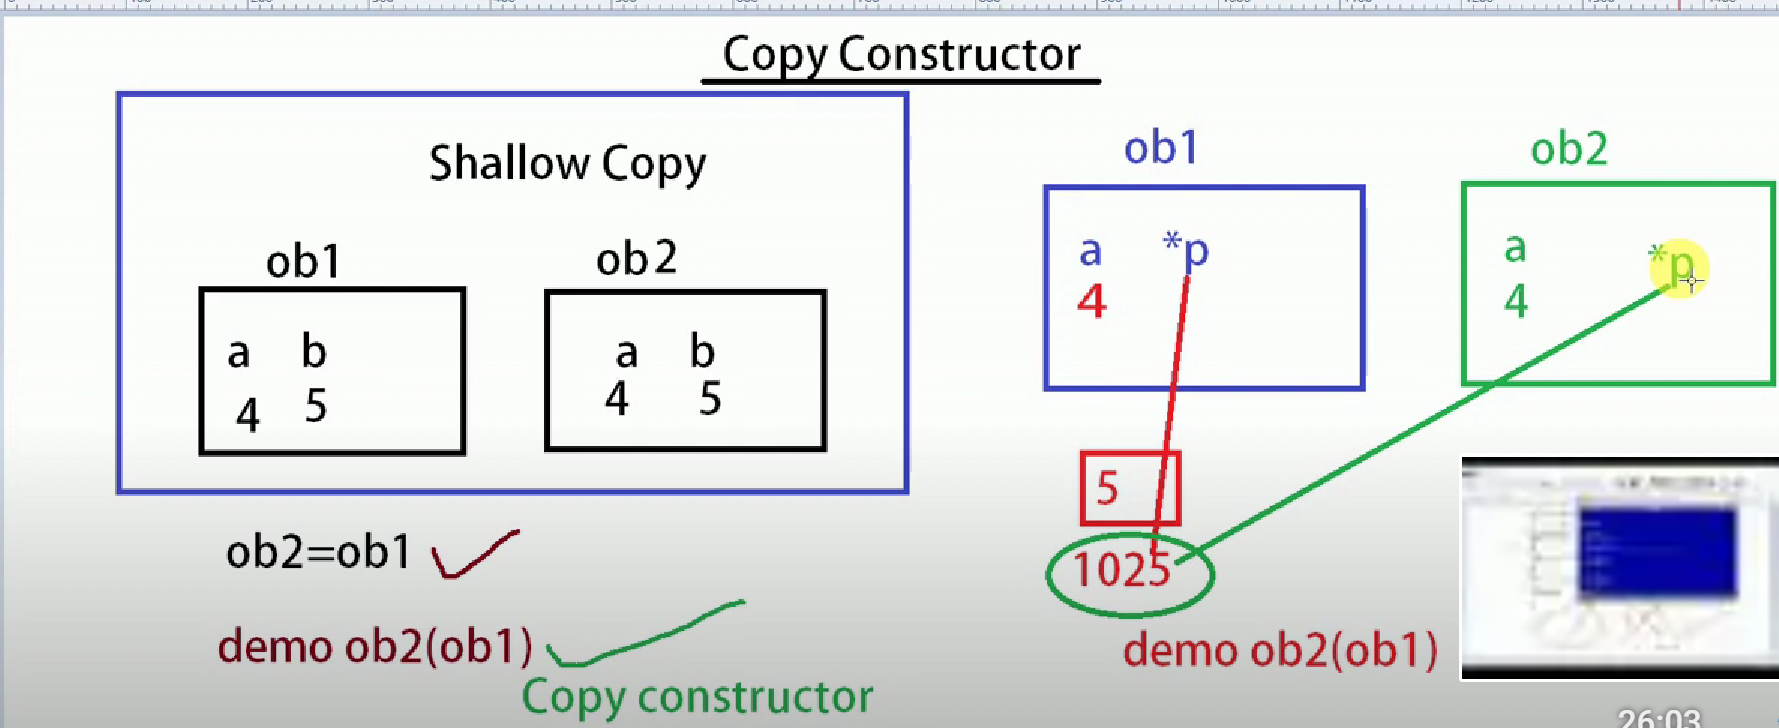 Copy Constructor
Shallow Copy
ob1 ob2
a b a b
4 5 4 5
ob2=ob1
demo ob2(ob1)
Copy constructor
ob1 ob2
a *p a *p
4 4
5
1025
demo ob2(ob1)
26:03